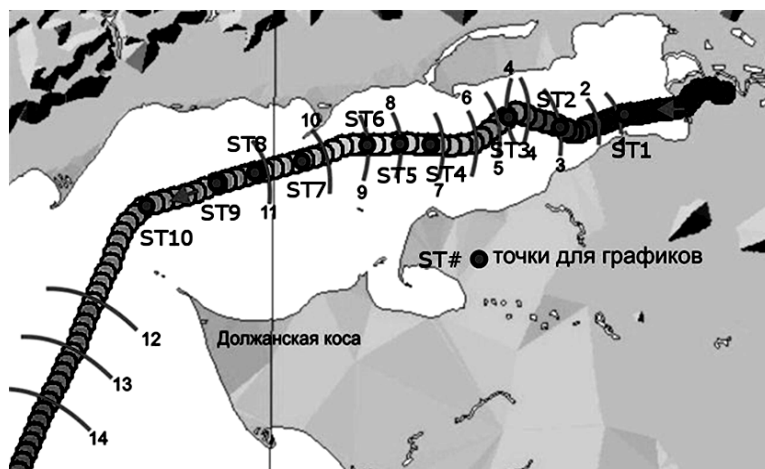 4
6
2
8
ST2
10
ST6
ST8
ST3
4
3
ST1
5
ST5
ST4
ST7
9
7
ST9
11
ST10
ST# точки для графиков
12
Должанская коса
13
14